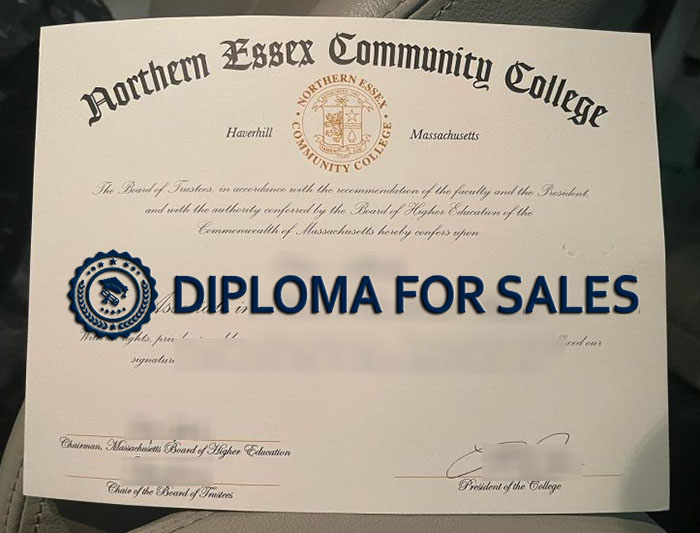 Northern Essex Community College
NORTHERN ESSEX
COMMUNITY COLLEGE
Haverhill Massachusetts
The Board of Trustees, in accordance with the recommendation of the faculty and the President,
and with the authority conferred by the Board of Higher Education of the
Commonwealth of Massachusetts hereby confers upon
DIPLOMA FOR SALES
in
our
signature
Chairman, Massachusetts Board of Higher Education
Chair of the Board of Trustees
President of the College